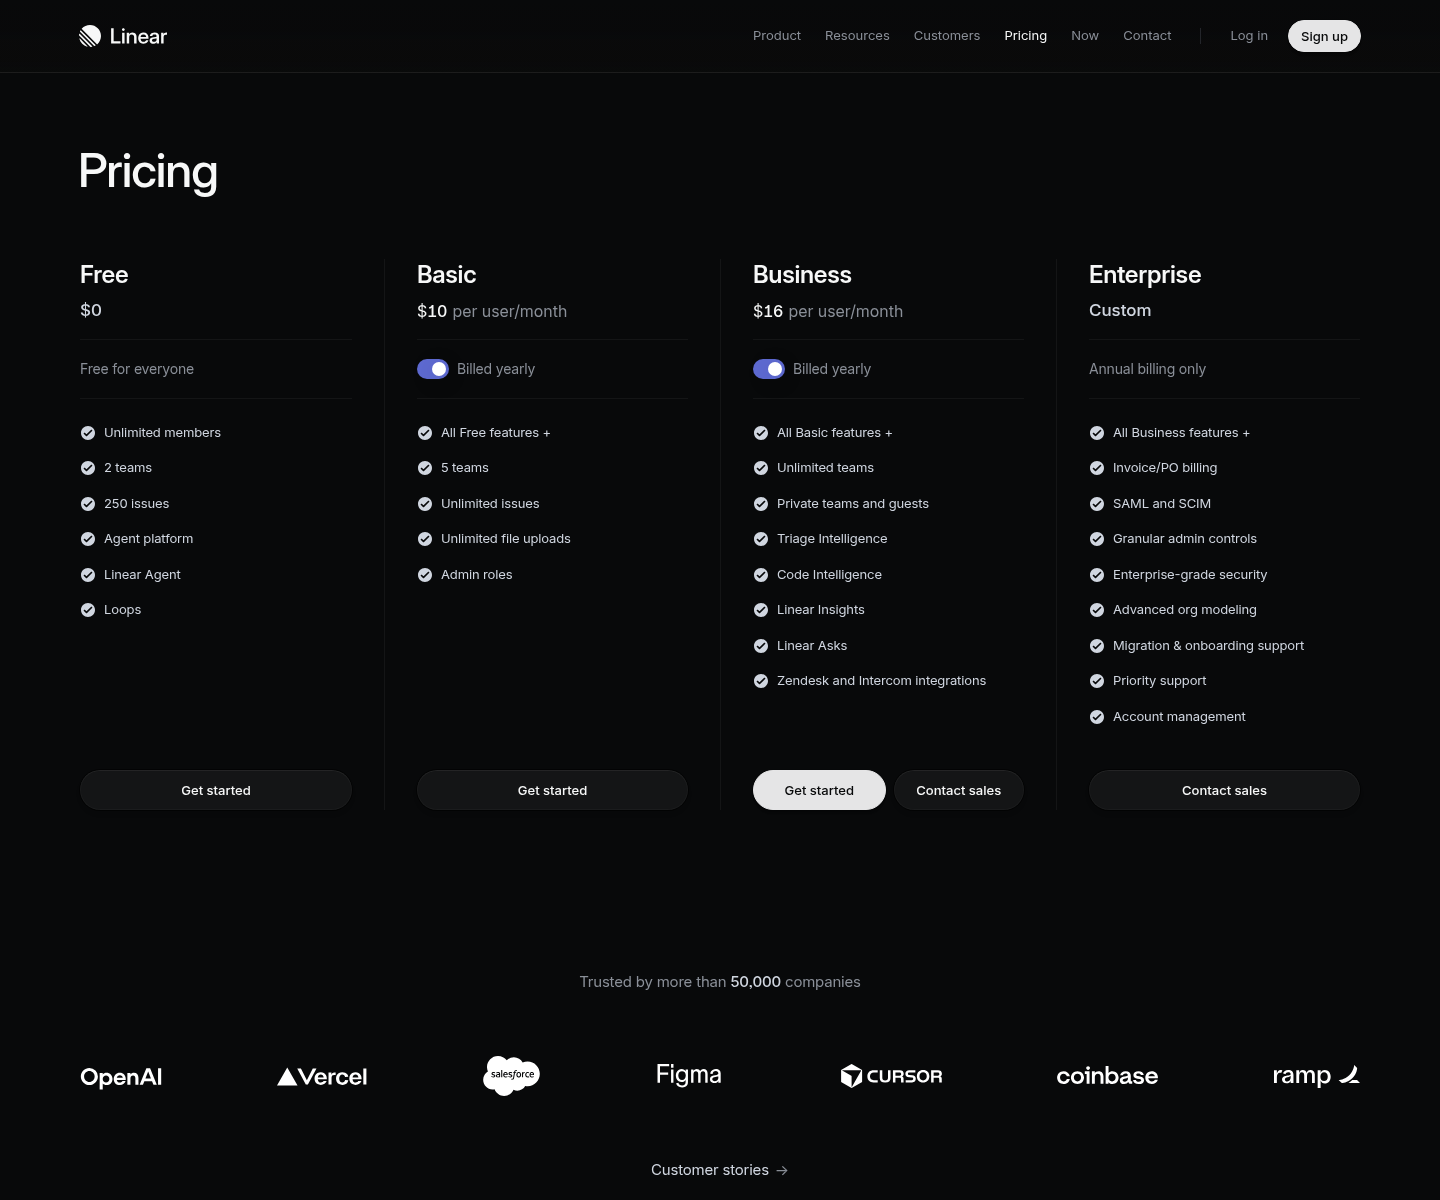 Linear
Product
Resources
Customers
Pricing
Now
Contact
Log in
Sign up
Pricing
Free
$0
Free for everyone
Unlimited members
2 teams
250 issues
Agent platform
Linear Agent
Loops
Get started
Basic
$10 per user/month
Billed yearly
All Free features +
5 teams
Unlimited issues
Unlimited file uploads
Admin roles
Get started
Business
$16 per user/month
Billed yearly
All Basic features +
Unlimited teams
Private teams and guests
Triage Intelligence
Code Intelligence
Linear Insights
Linear Asks
Zendesk and Intercom integrations
Get started
Contact sales
Enterprise
Custom
Annual billing only
All Business features +
Invoice/PO billing
SAML and SCIM
Granular admin controls
Enterprise-grade security
Advanced org modeling
Migration & onboarding support
Priority support
Account management
Contact sales
Trusted by more than 50,000 companies
OpenAI
Vercel
salesforce
Figma
CURSOR
coinbase
ramp
Customer stories →